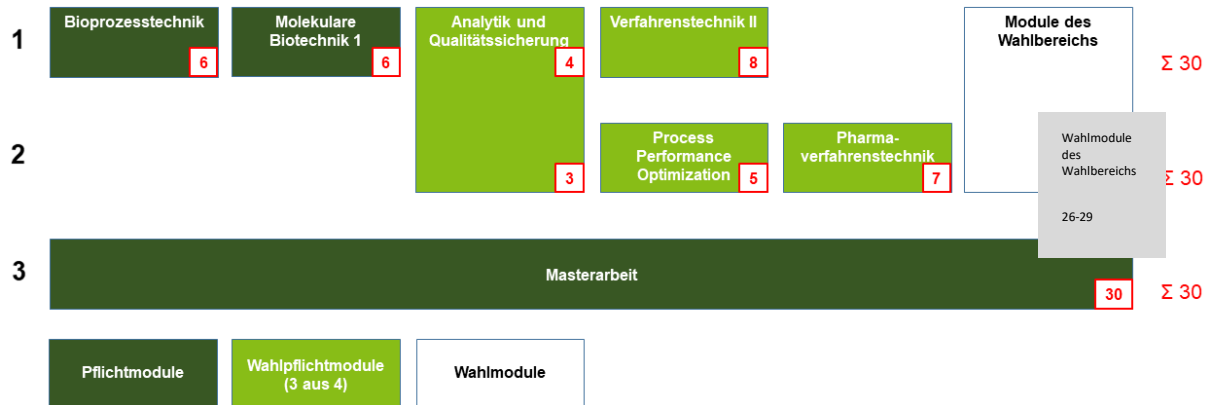 1
Bioprozesstechnik
6
Molekulare
Biotechnik 1
6
Analytik und
Qualitätssicherung
4
Verfahrenstechnik II
8
Module des
Wahlbereichs
Σ 30
2
3
Process
Performance
Optimization
5
Pharma-
verfahrenstechnik
7
Wahlmodule
des
Wahlbereichs
26-29
Σ 30
3
Masterarbeit
30
Σ 30
Pflichtmodule
Wahlpflichtmodule
(3 aus 4)
Wahlmodule